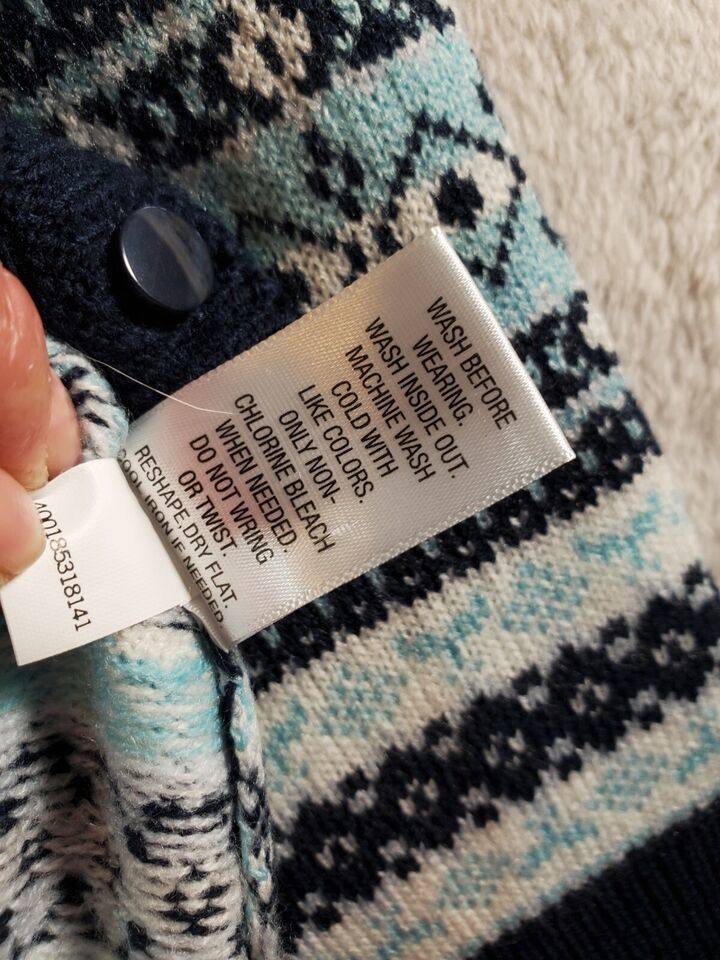 WASH BEFORE
WEARING.
WASH INSIDE OUT.
MACHINE WASH
COLD WITH
LIKE COLORS.
ONLY NON-
CHLORINE BLEACH
WHEN NEEDED.
DO NOT WRING
OR TWIST.
RESHAPE, DRY FLAT.
COOL IRON IF NEEDED.
400185318141